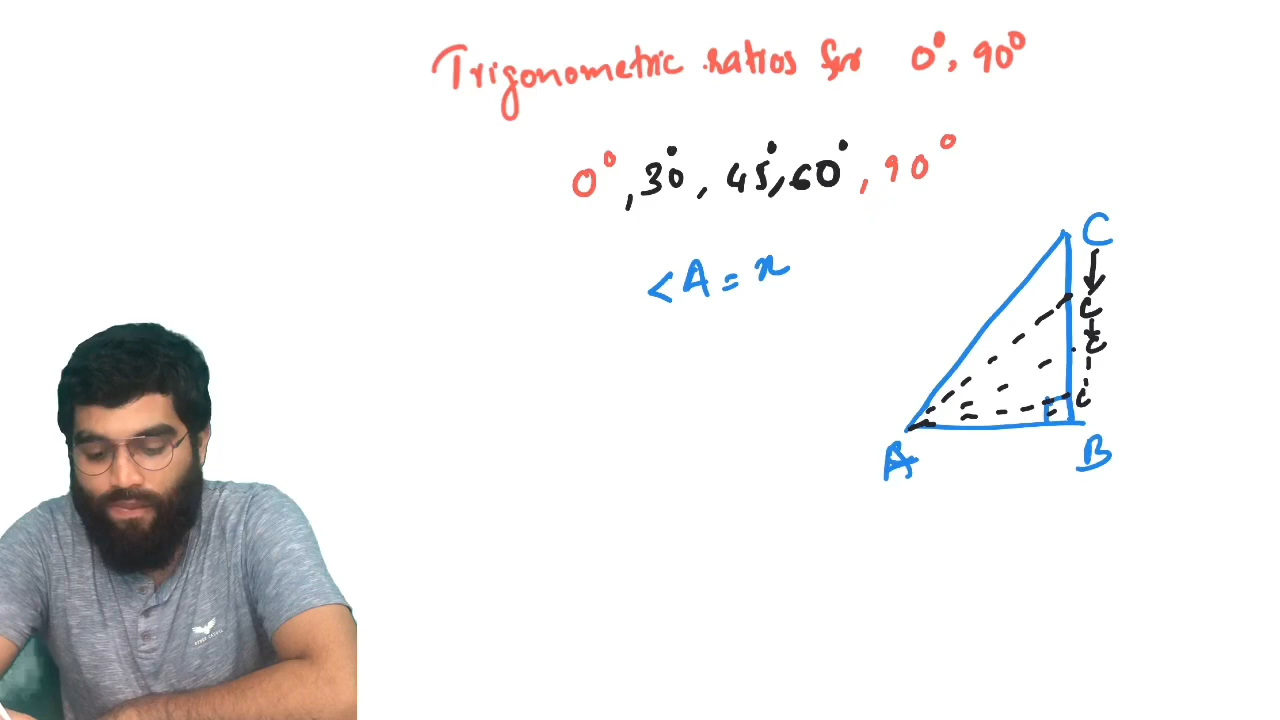 Trigonometric ratios for 0°, 90°
0°, 30°, 45°, 60°, 90°
<A = x
C
C
C
C
A
B